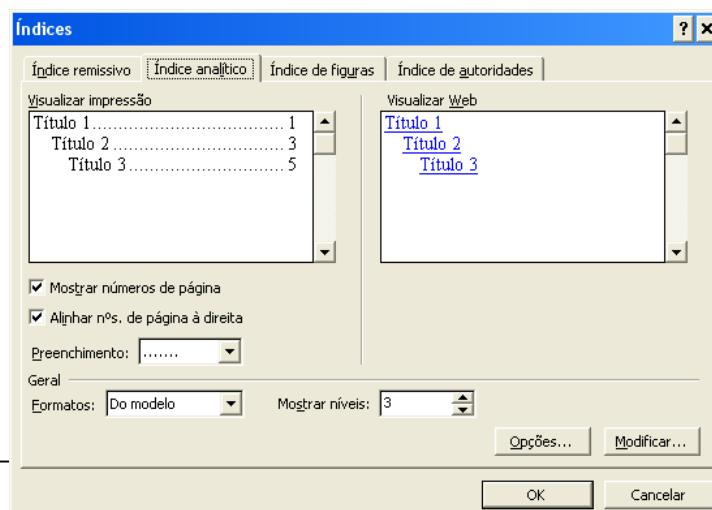 Índices
Índice remissivo Índice analítico Índice de figuras Índice de autoridades
Visualizar impressão
Título 1.................................... 1
Título 2 ................................ 3
Título 3............................. 5
Visualizar Web
Título 1
Título 2
Título 3
Mostrar números de página
Alinhar nºs. de página à direita
Preenchimento: .......
Geral
Formatos: Do modelo Mostrar níveis: 3
Opções... Modificar...
OK Cancelar